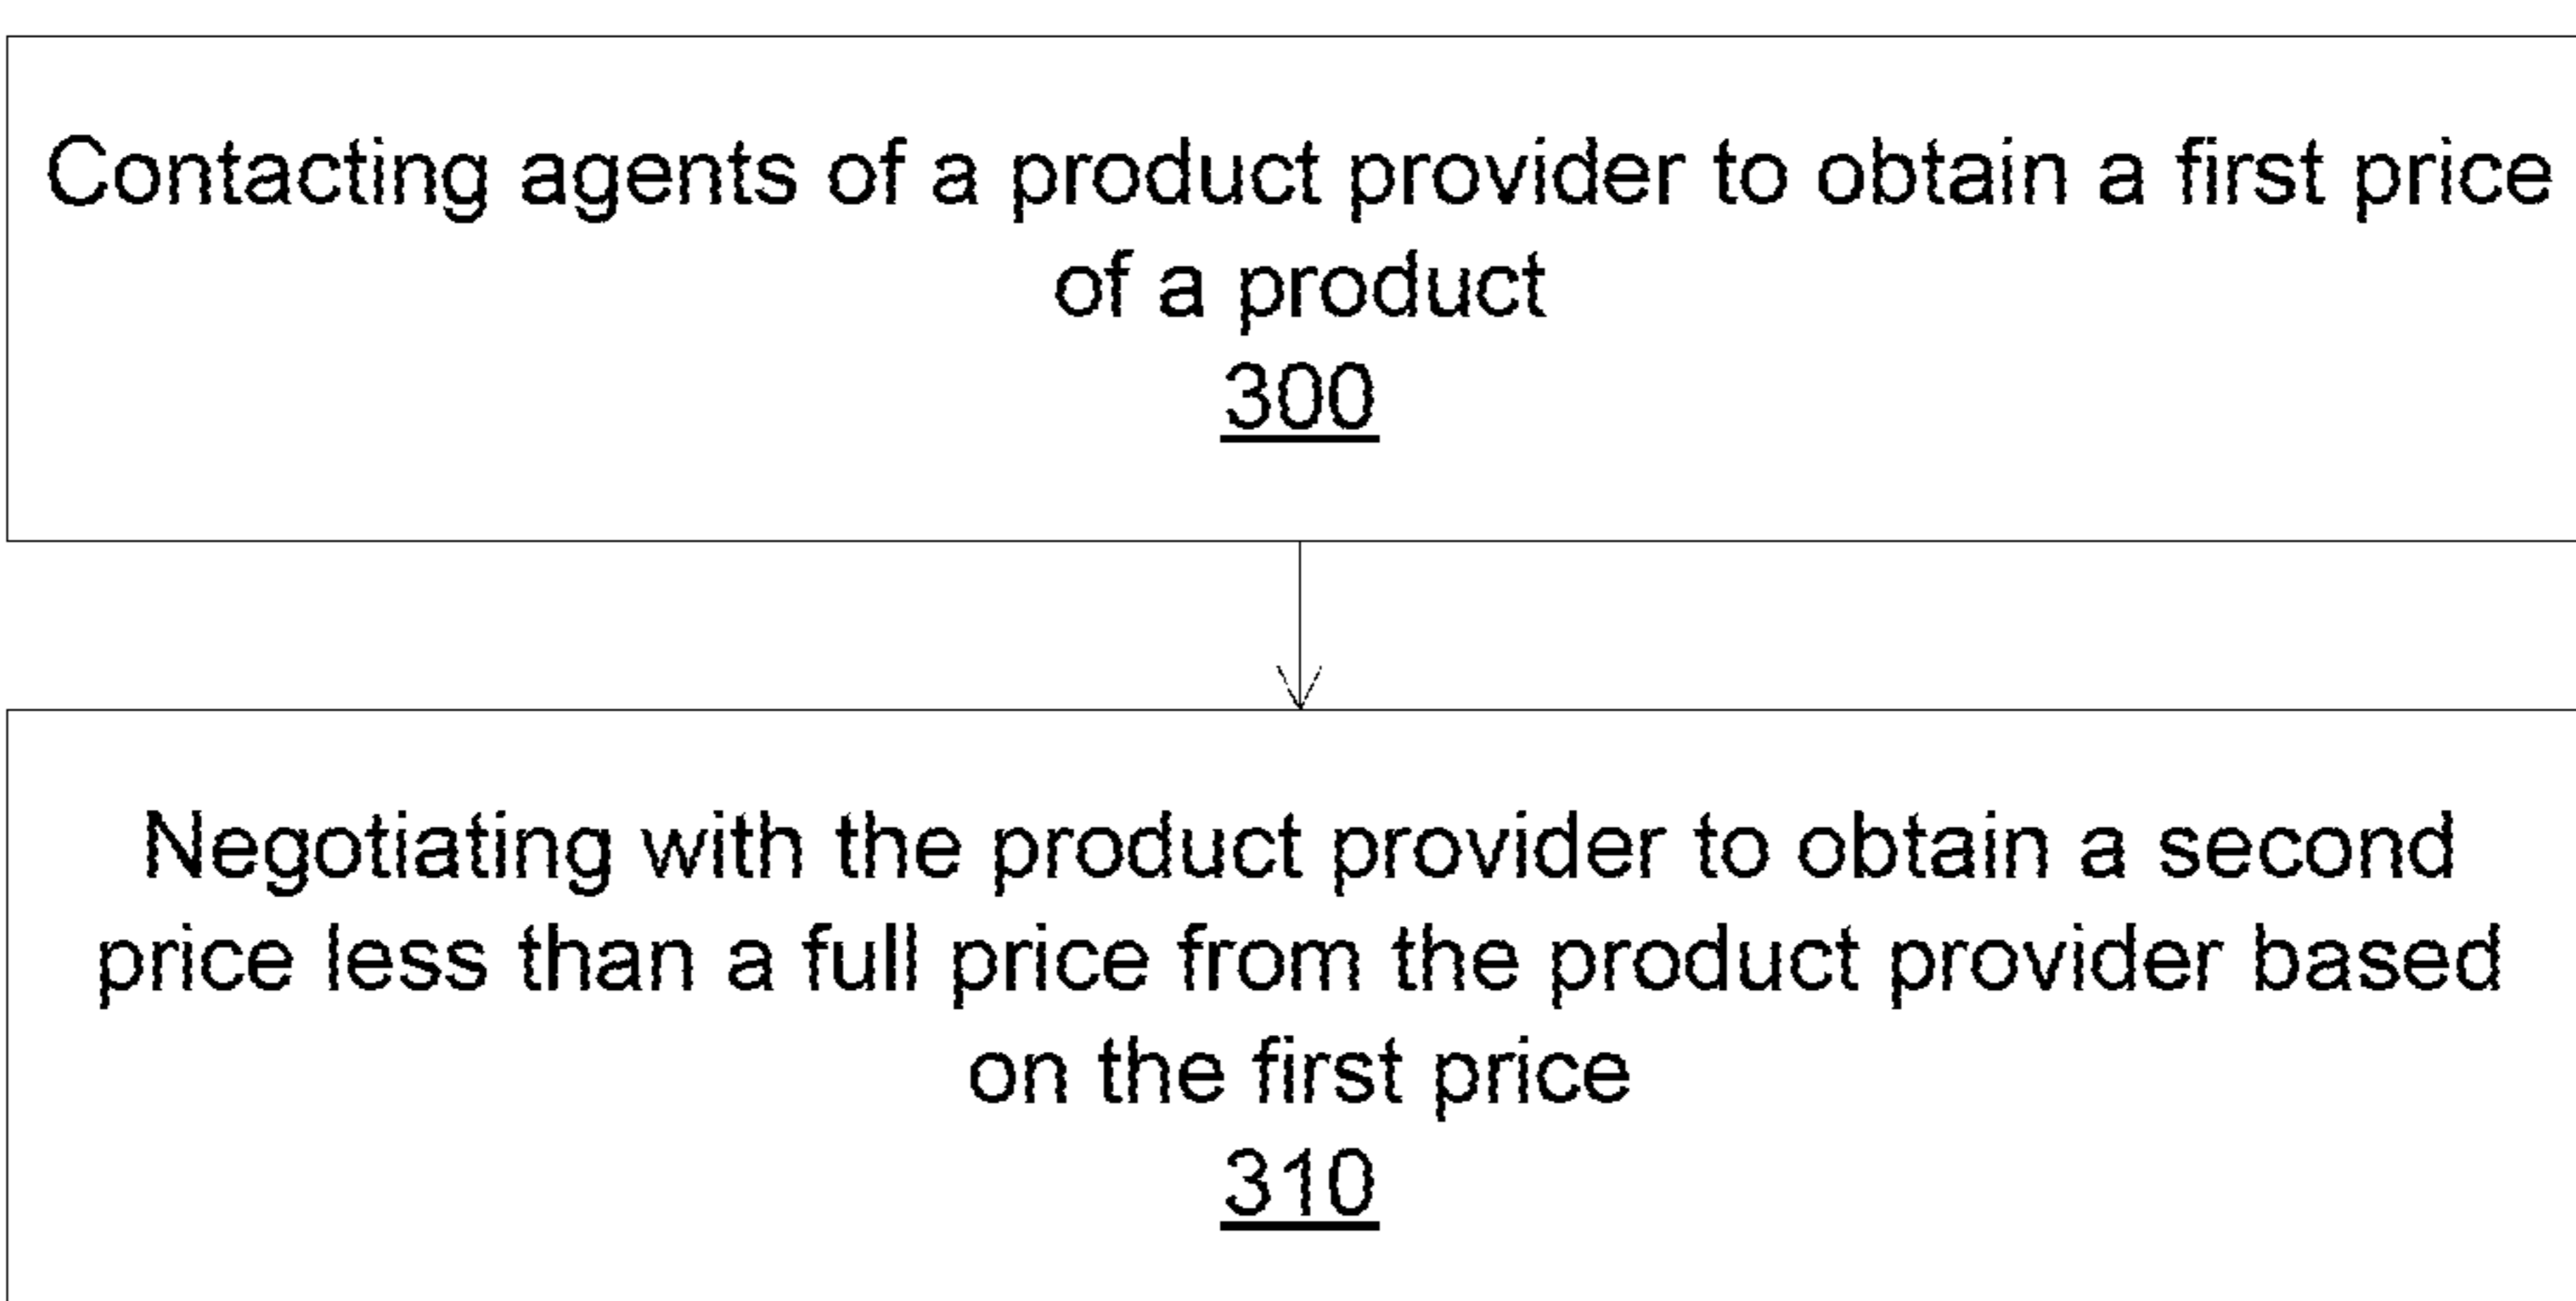 Contacting agents of a product provider to obtain a first price
of a product
300
Negotiating with the product provider to obtain a second
price less than a full price from the product provider based
on the first price
310